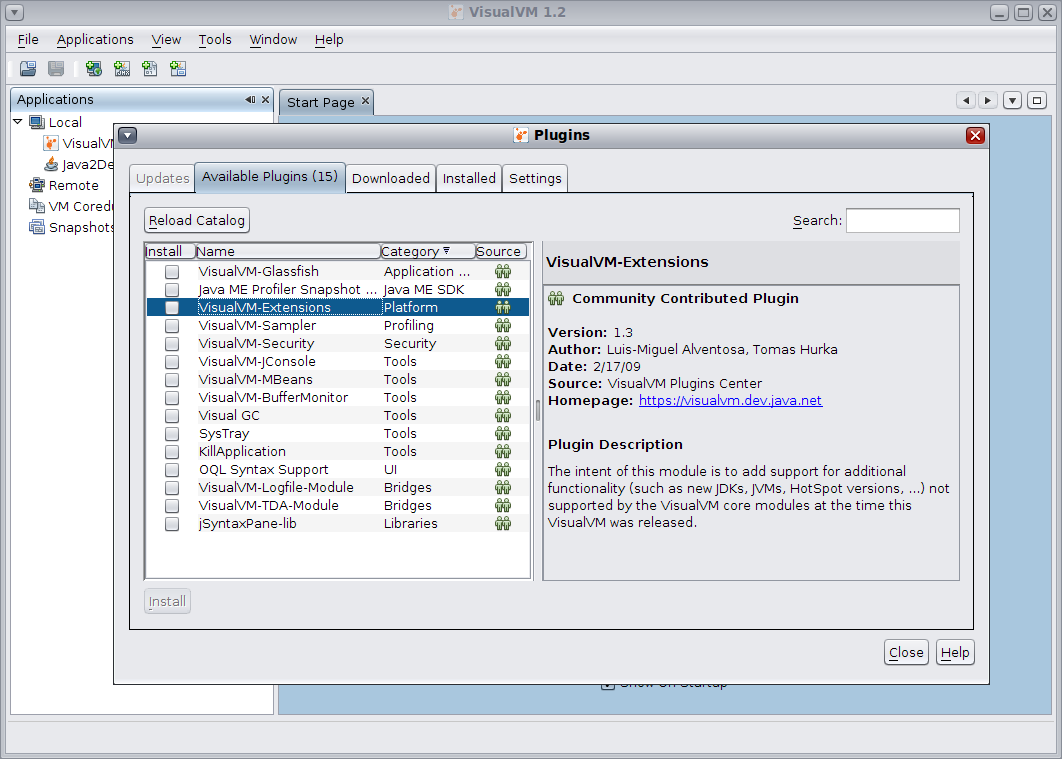 VisualVM 1.2
File Applications View Tools Window Help
Applications
Start Page
Local
VisualVM
Java2De
Remote
VM Cored
Snapshots
Plugins
Updates Available Plugins (15) Downloaded Installed Settings
Reload Catalog Search:
Install Name Category Source
VisualVM-Glassfish Application ...
Java ME Profiler Snapshot ... Java ME SDK
VisualVM-Extensions Platform
VisualVM-Sampler Profiling
VisualVM-Security Security
VisualVM-JConsole Tools
VisualVM-MBeans Tools
VisualVM-BufferMonitor Tools
Visual GC Tools
SysTray Tools
KillApplication Tools
OQL Syntax Support UI
VisualVM-Logfile-Module Bridges
VisualVM-TDA-Module Bridges
jSyntaxPane-lib Libraries
VisualVM-Extensions
Community Contributed Plugin
Version: 1.3
Author: Luis-Miguel Alventosa, Tomas Hurka
Date: 2/17/09
Source: VisualVM Plugins Center
Homepage: https://visualvm.dev.java.net
Plugin Description
The intent of this module is to add support for additional
functionality (such as new JDKs, JVMs, HotSpot versions, ...) not
supported by the VisualVM core modules at the time this
VisualVM was released.
Install
Close Help
Show On Startup